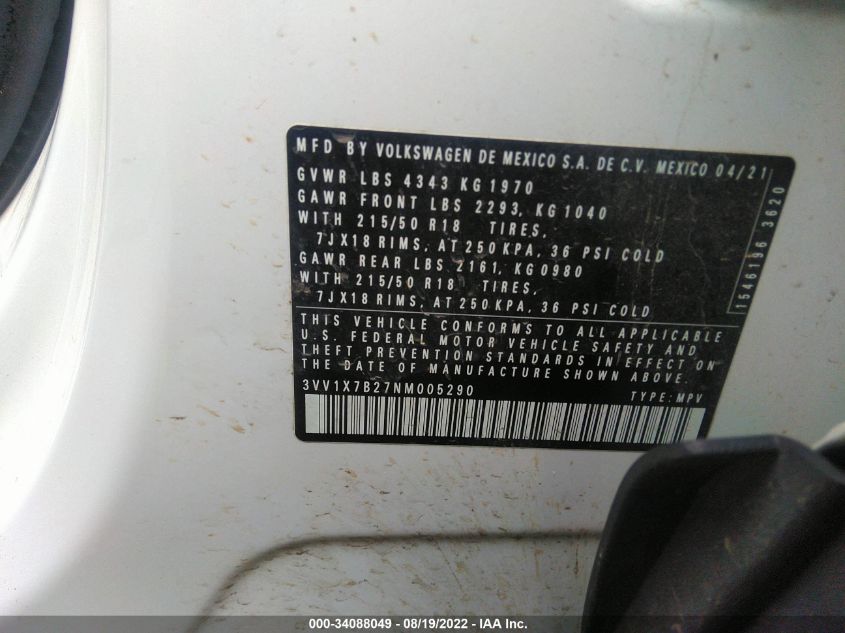 MFD BY VOLKSWAGEN DE MEXICO S.A. DE C.V. MEXICO 04/21
GVWR LBS 4343 KG 1970
GAWR FRONT LBS 2293, KG 1040
WITH 215/50 R18 TIRES,
7JX18 RIMS, AT 250 KPA, 36 PSI COLD
GAWR REAR LBS 2161, KG 0980
WITH 215/50 R18 TIRES,
7JX18 RIMS, AT 250 KPA, 36 PSI COLD
1546196 3620
THIS VEHICLE CONFORMS TO ALL APPLICABLE
U.S. FEDERAL MOTOR VEHICLE SAFETY AND
THEFT PREVENTION STANDARDS IN EFFECT ON
THE DATE OF MANUFACTURE SHOWN ABOVE.
3VV1X7B27NM005290 TYPE: MPV
000-34088049 - 08/19/2022 - IAA Inc.